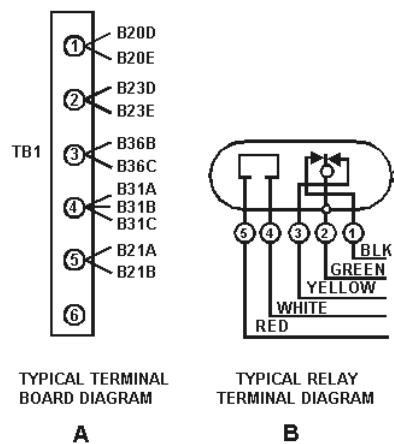 B20D
1
B20E
B23D
2
B23E
TB1
B36B
3
B36C
B31A
4
B31B
B31C
B21A
5
B21B
6
TYPICAL TERMINAL
BOARD DIAGRAM
A
5 4 3 2 1
BLK
GREEN
YELLOW
WHITE
RED
TYPICAL RELAY
TERMINAL DIAGRAM
B